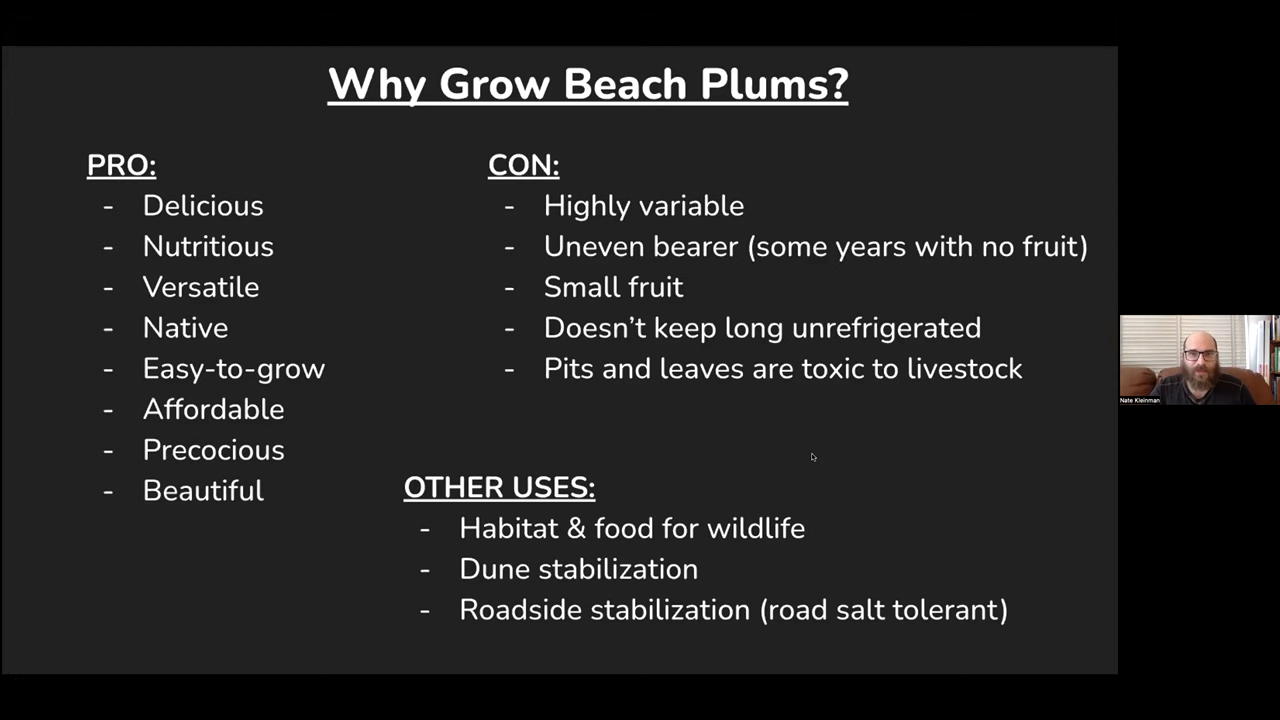 Why Grow Beach Plums?
PRO:
- Delicious
- Nutritious
- Versatile
- Native
- Easy-to-grow
- Affordable
- Precocious
- Beautiful
CON:
- Highly variable
- Uneven bearer (some years with no fruit)
- Small fruit
- Doesn’t keep long unrefrigerated
- Pits and leaves are toxic to livestock
OTHER USES:
- Habitat & food for wildlife
- Dune stabilization
- Roadside stabilization (road salt tolerant)
Nate Kleinman